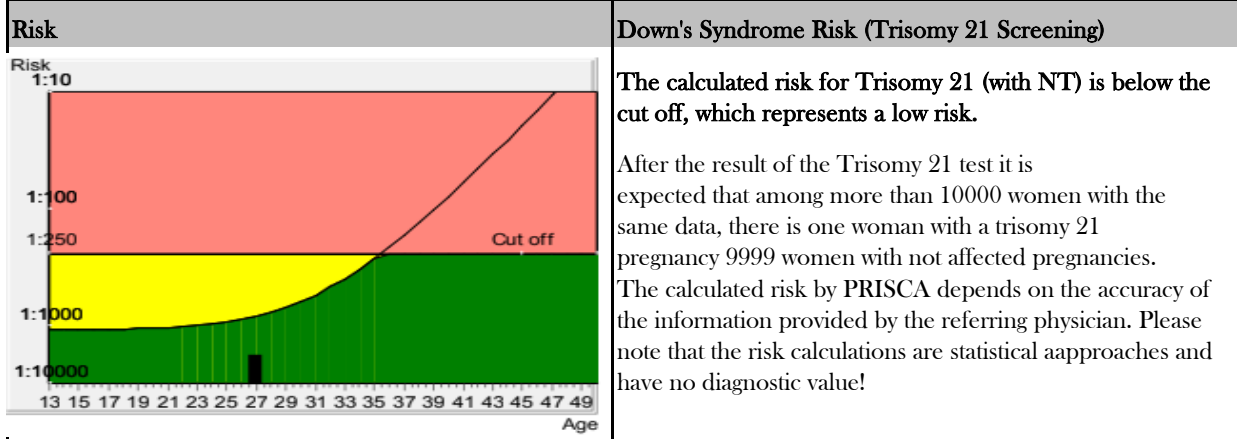 Risk
Down's Syndrome Risk (Trisomy 21 Screening)
Risk
1:10
1:100
1:250
Cut off
1:1000
1:10000
13 15 17 19 21 23 25 27 29 31 33 35 37 39 41 43 45 47 49
Age
The calculated risk for Trisomy 21 (with NT) is below the
cut off, which represents a low risk.
After the result of the Trisomy 21 test it is
expected that among more than 10000 women with the
same data, there is one woman with a trisomy 21
pregnancy 9999 women with not affected pregnancies.
The calculated risk by PRISCA depends on the accuracy of
the information provided by the referring physician. Please
note that the risk calculations are statistical aapproaches and
have no diagnostic value!